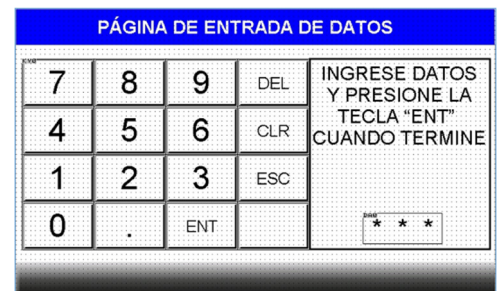 PÁGINA DE ENTRADA DE DATOS
7 8 9 DEL
4 5 6 CLR
1 2 3 ESC
0 . ENT
INGRESE DATOS
Y PRESIONE LA
TECLA “ENT”
CUANDO TERMINE
* * *